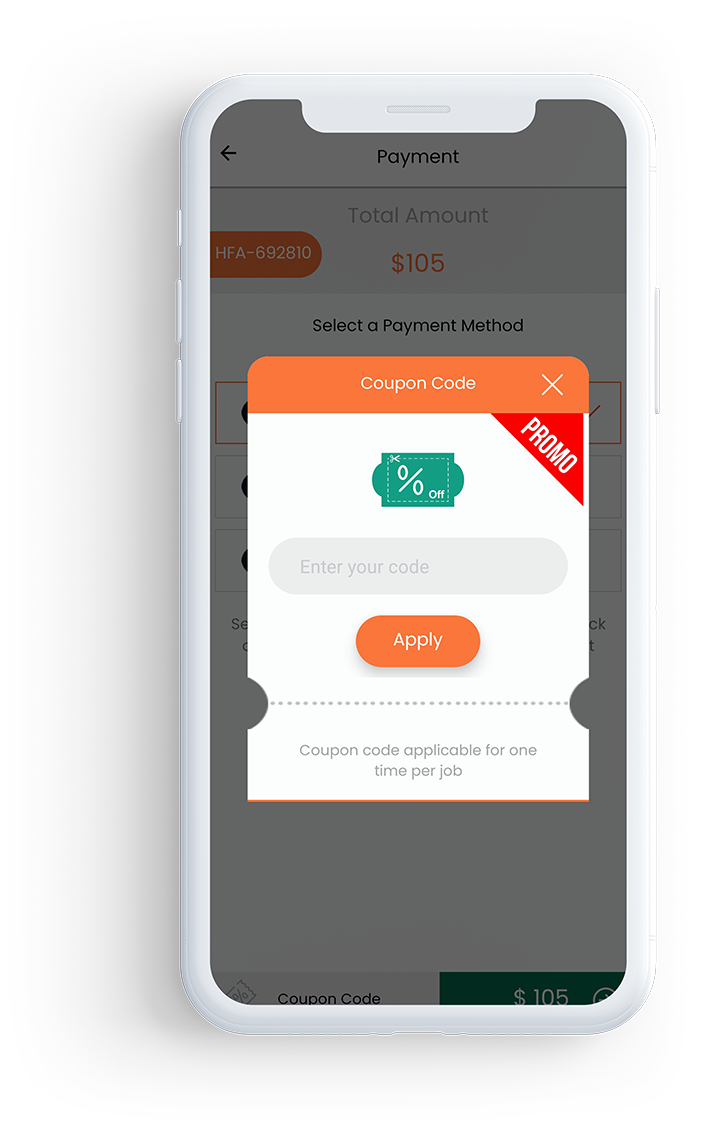 Payment
Total Amount
HFA-692810
$105
Select a Payment Method
Coupon Code
PROMO
% Off
Enter your code
Apply
Coupon code applicable for one
time per job
Coupon Code
$ 105